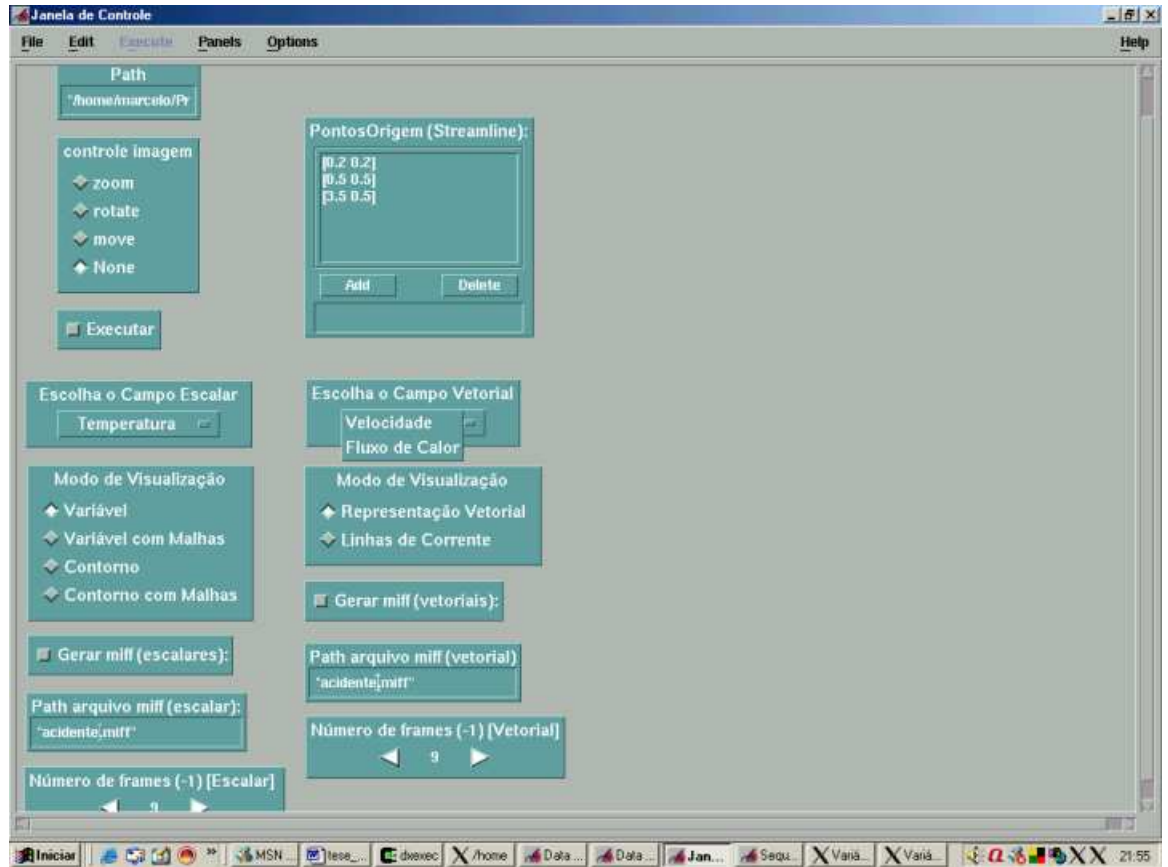 Janela de Controle
File Edit Execute Panels Options Help
Path
"/home/marcelo/Pr
controle imagem
zoom
rotate
move
None
Executar
PontosOrigem (Streamline):
[0.2 0.2]
[0.5 0.5]
[3.5 0.5]
Add Delete
Escolha o Campo Escalar
Temperatura
Modo de Visualização
Variável
Variável com Malhas
Contorno
Contorno com Malhas
Gerar miff (escalares):
Path arquivo miff (escalar):
"acidente.miff"
Número de frames (-1) [Escalar]
9
Escolha o Campo Vetorial
Velocidade
Fluxo de Calor
Modo de Visualização
Representação Vetorial
Linhas de Corrente
Gerar miff (vetoriais):
Path arquivo miff (vetorial)
"acidente.miff"
Número de frames (-1) [Vetorial]
9
Iniciar » MSN ... tese_... dxexec /home Data ... Data ... Jan... Sequ... Variá... Variá... 21:55